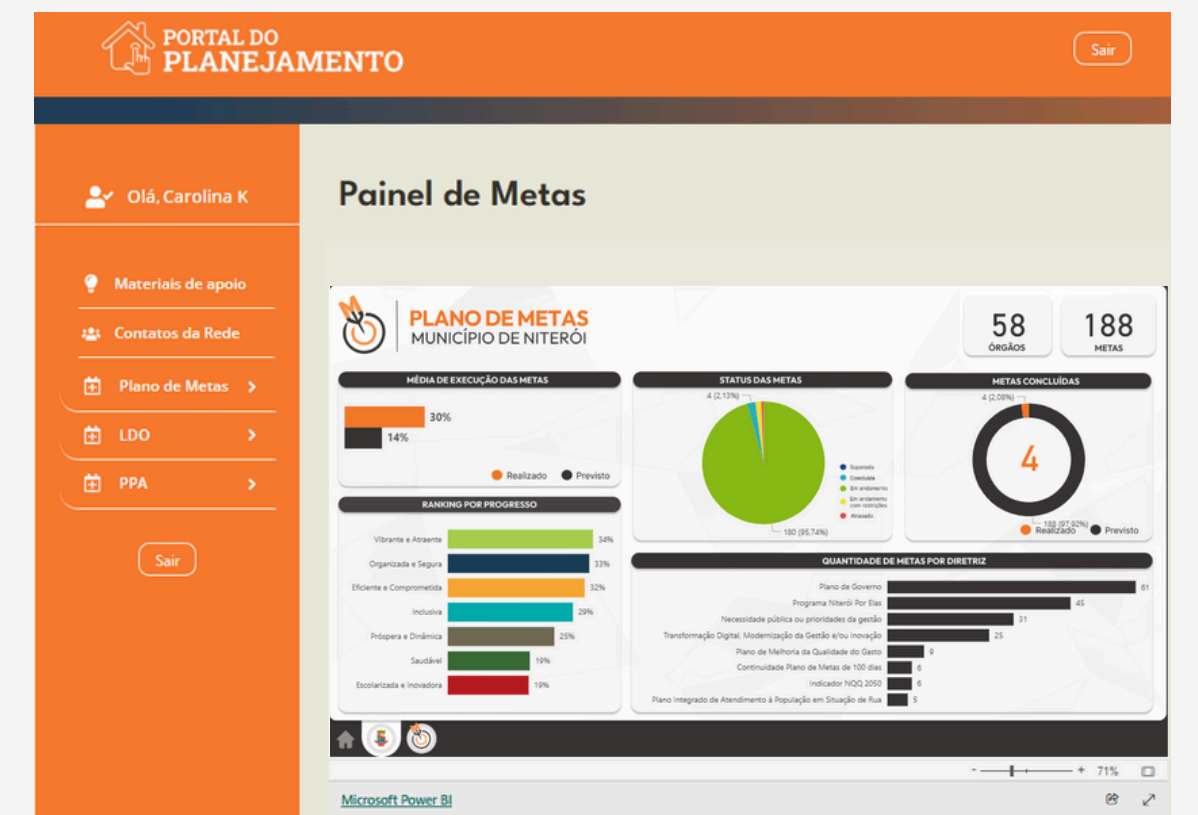 PORTAL DO
PLANEJAMENTO
Sair
Olá, Carolina K
Materiais de apoio
Contatos da Rede
Plano de Metas
LDO
PPA
Sair
Painel de Metas
PLANO DE METAS
MUNICÍPIO DE NITERÓI
58
ÓRGÃOS
188
METAS
MÉDIA DE EXECUÇÃO DAS METAS
30%
14%
Realizado Previsto
RANKING POR PROGRESSO
Vibrante e Atraente 34%
Organizada e Segura 33%
Eficiente e Comprometida 32%
Inclusiva 29%
Próspera e Dinâmica 25%
Saudável 19%
Escolarizada e Inovadora 19%
STATUS DAS METAS
4 (2,13%)
Superada
Concluída
Em andamento
Em andamento
com restrições
Atrasado
180 (95,74%)
METAS CONCLUÍDAS
4 (2,08%)
4
188 (97,92%)
Realizado Previsto
QUANTIDADE DE METAS POR DIRETRIZ
Plano de Governo 61
Programa Niterói Por Elas 45
Necessidade pública ou prioridades da gestão 31
Transformação Digital, Modernização da Gestão e/ou Inovação 25
Plano de Melhoria da Qualidade do Gasto 9
Continuidade Plano de Metas de 100 dias 6
Indicador NQQ 2050 6
Plano Integrado de Atendimento à População em Situação de Rua 5
- + 71%
Microsoft Power BI